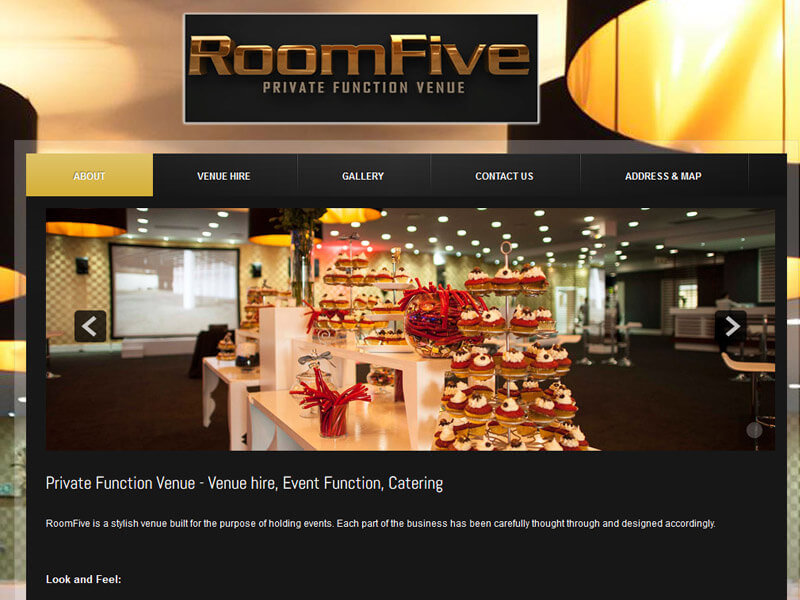 RoomFive
PRIVATE FUNCTION VENUE
ABOUT VENUE HIRE GALLERY CONTACT US ADDRESS & MAP
Private Function Venue - Venue hire, Event Function, Catering
RoomFive is a stylish venue built for the purpose of holding events. Each part of the business has been carefully thought through and designed accordingly.
Look and Feel: